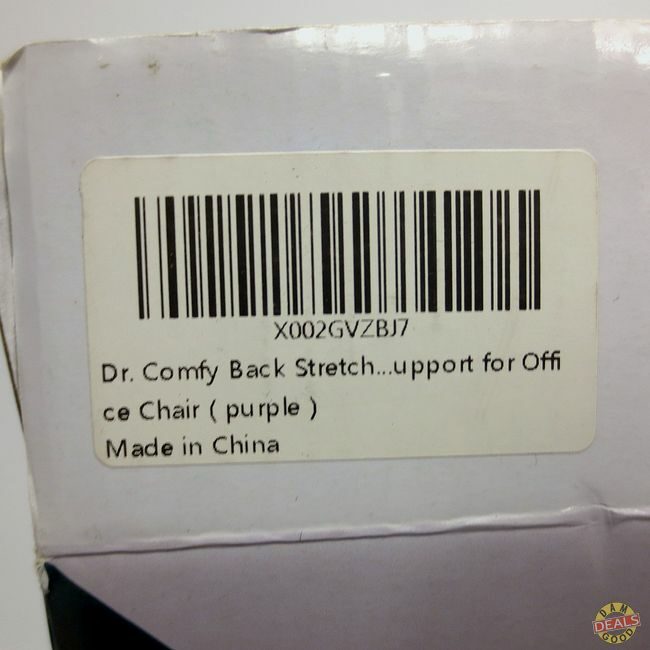 X002GVZBJ7
Dr. Comfy Back Stretch...upport for Offi
ce Chair ( purple )
Made in China
DAM
DEALS
GOOD